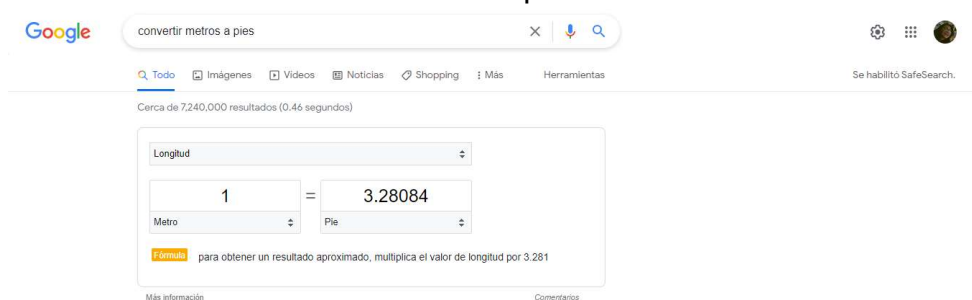 Google
convertir metros a pies
Todo Imágenes Videos Noticias Shopping Más Herramientas
Se habilitó SafeSearch.
Cerca de 7,240,000 resultados (0.46 segundos)
Longitud
1 = 3.28084
Metro Pie
Fórmula para obtener un resultado aproximado, multiplica el valor de longitud por 3.281
Más información Comentarios